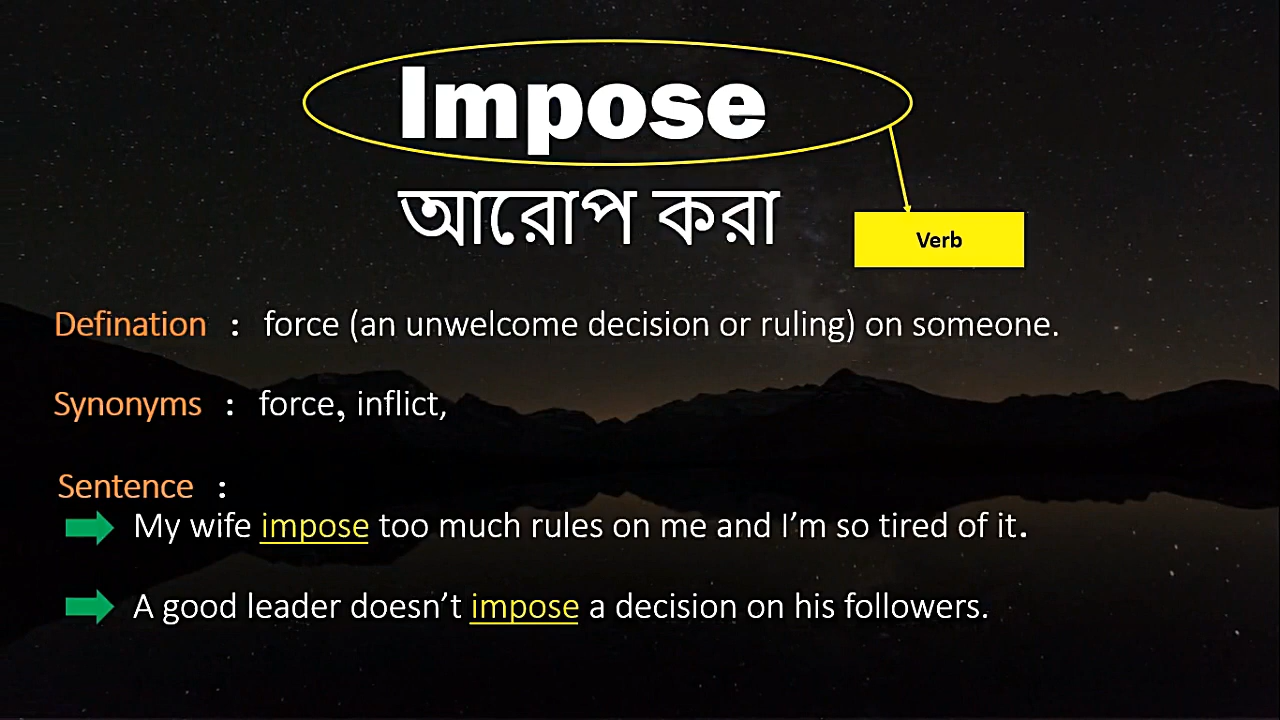 Impose
আরোপ করা
Verb
Defination : force (an unwelcome decision or ruling) on someone.
Synonyms : force, inflict,
Sentence :
My wife impose too much rules on me and I’m so tired of it.
A good leader doesn’t impose a decision on his followers.